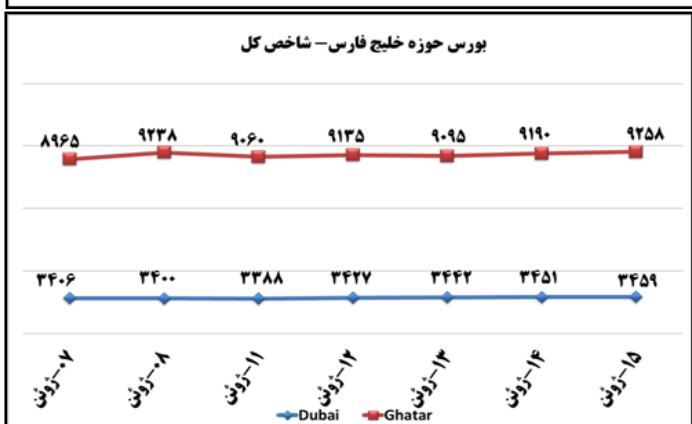 بورس حوزه خلیج فارس– شاخص کل
۸۹۶۵ ۹۲۳۸ ۹۰۶۰ ۹۱۳۵ ۹۰۹۵ ۹۱۹۰ ۹۲۵۸
۳۴۰۶ ۳۴۰۰ ۳۳۸۸ ۳۴۲۷ ۳۴۴۲ ۳۴۵۱ ۳۴۵۹
۰۷-ژوئن ۰۸-ژوئن ۱۱-ژوئن ۱۲-ژوئن ۱۳-ژوئن ۱۴-ژوئن ۱۵-ژوئن
Dubai Ghatar